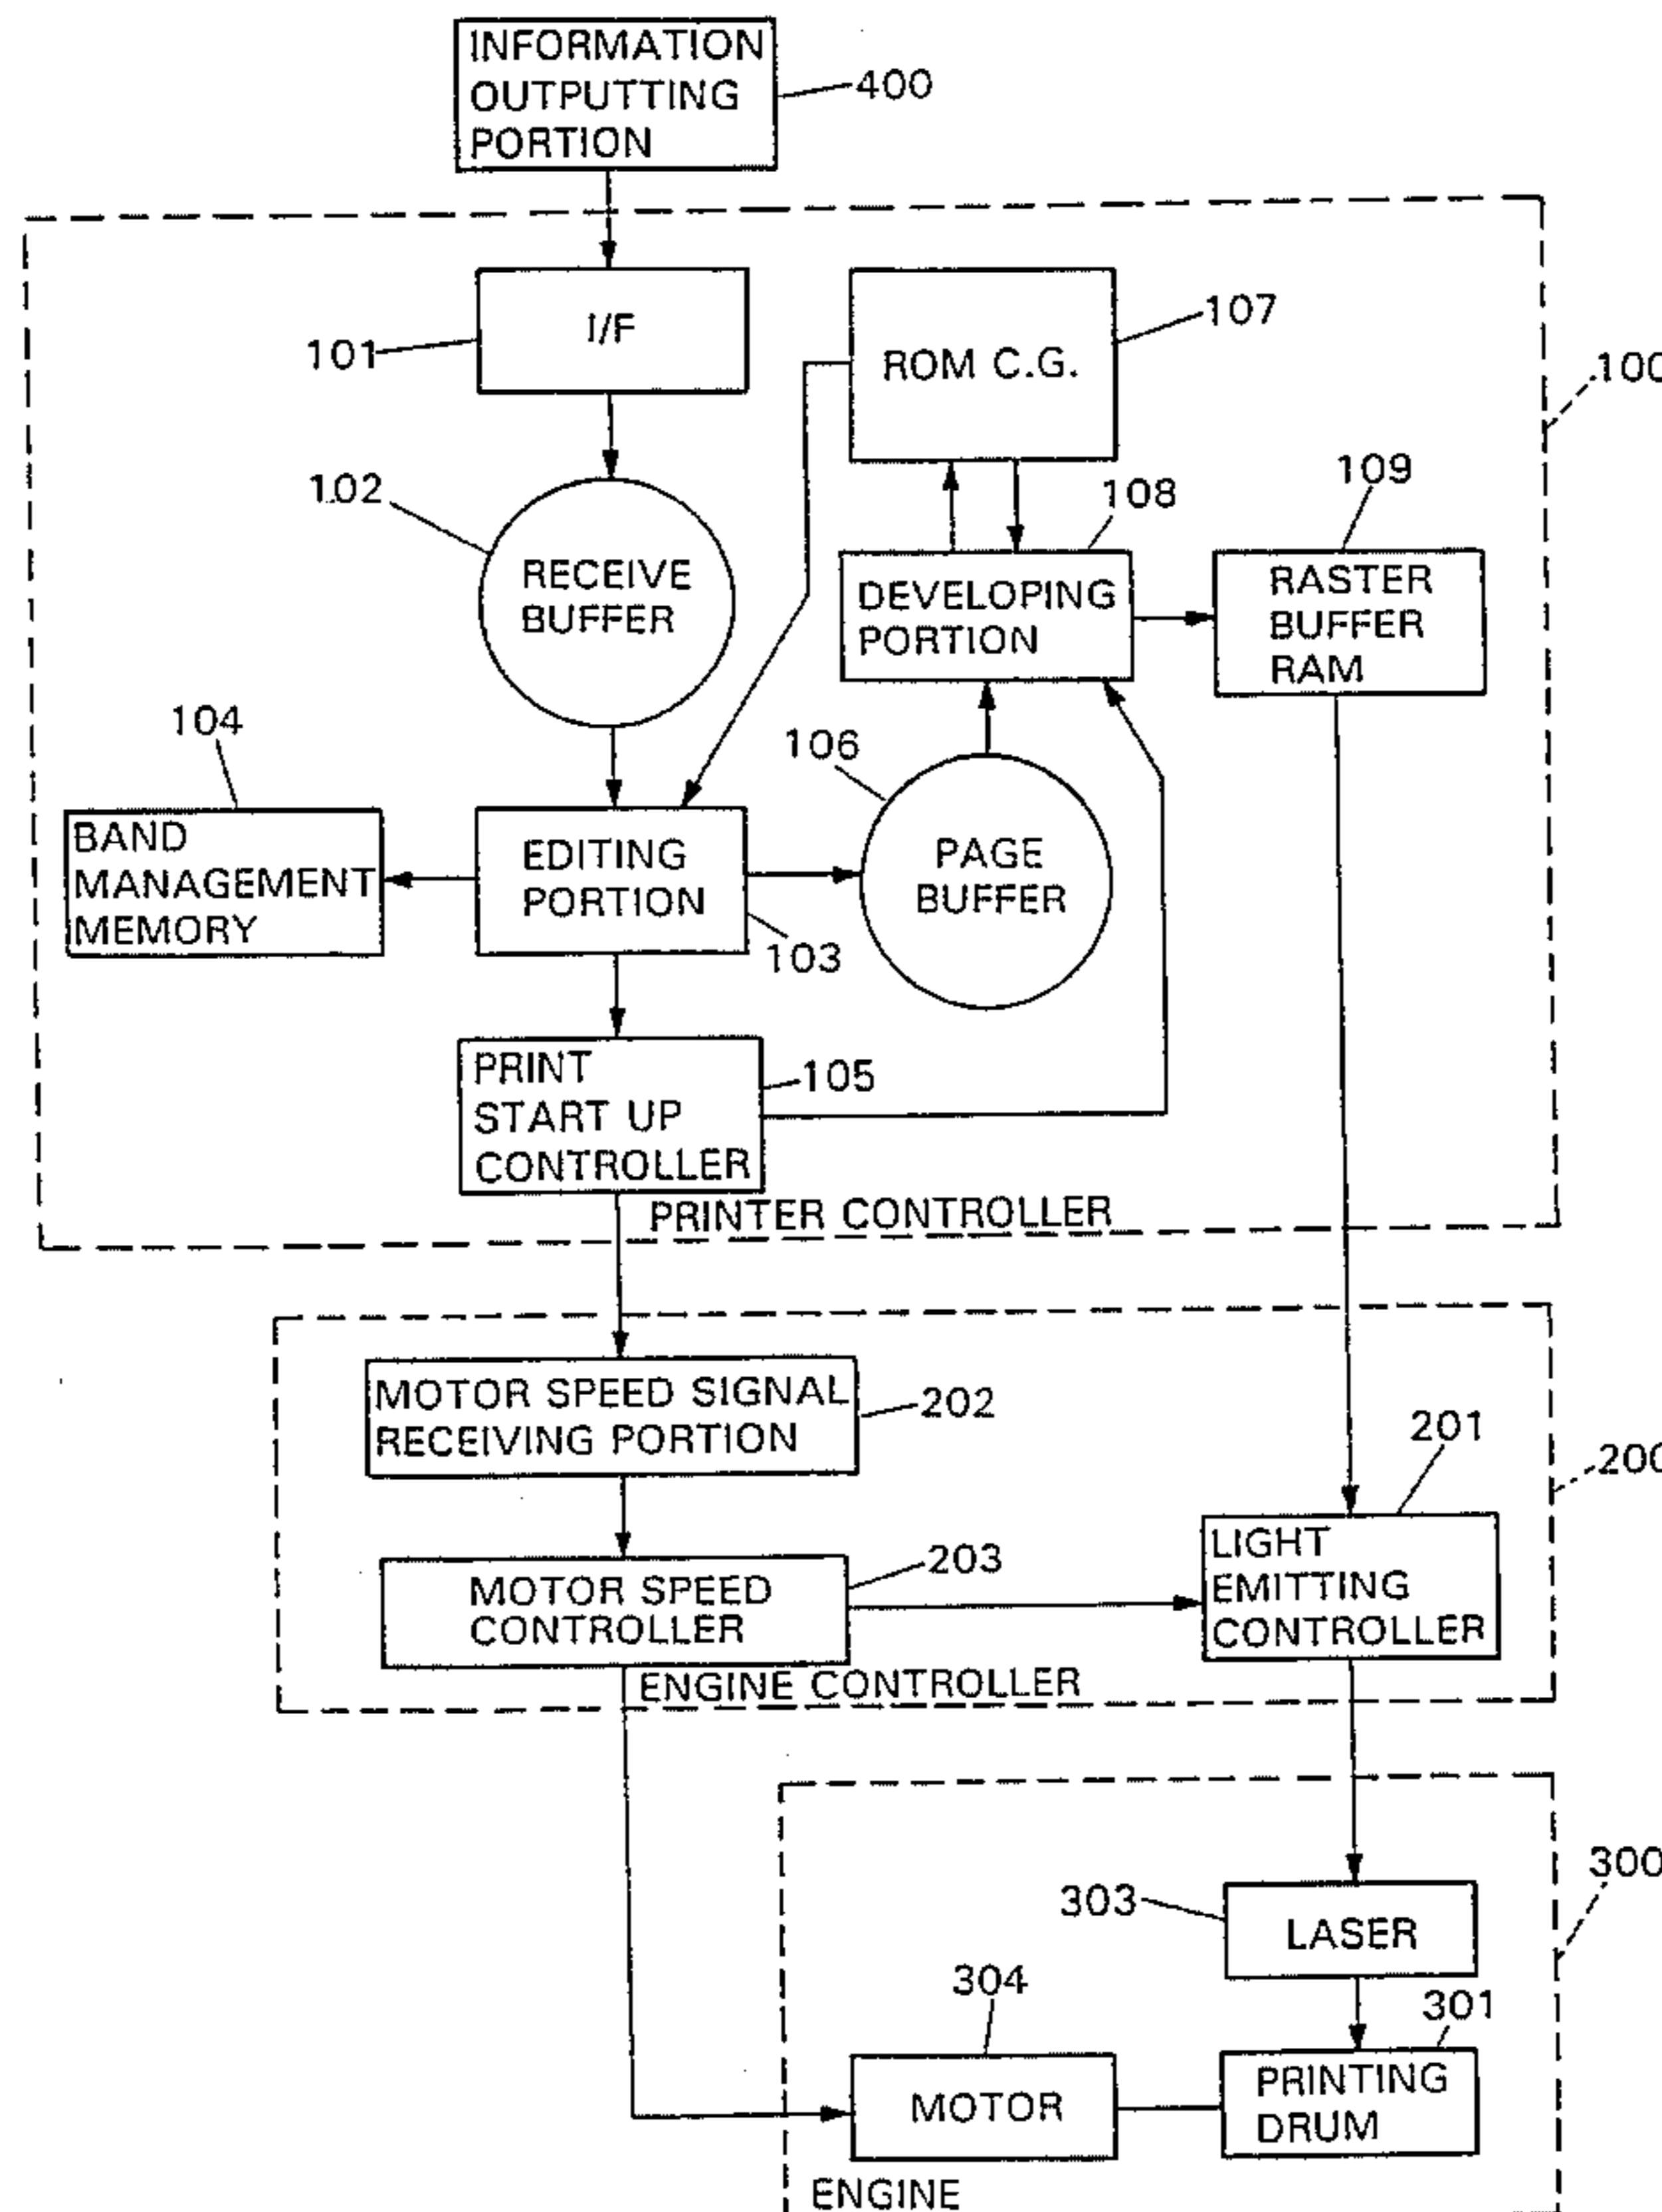 INFORMATION
OUTPUTTING
PORTION
400
I/F
101
ROM C.G.
107
100
102
RECEIVE
BUFFER
108
109
DEVELOPING
PORTION
RASTER
BUFFER
RAM
104
106
BAND
MANAGEMENT
MEMORY
EDITING
PORTION
103
PAGE
BUFFER
PRINT
START UP
CONTROLLER
105
PRINTER CONTROLLER
MOTOR SPEED SIGNAL
RECEIVING PORTION
202
201
200
MOTOR SPEED
CONTROLLER
203
LIGHT
EMITTING
CONTROLLER
ENGINE CONTROLLER
300
303
LASER
304
301
MOTOR
PRINTING
DRUM
ENGINE